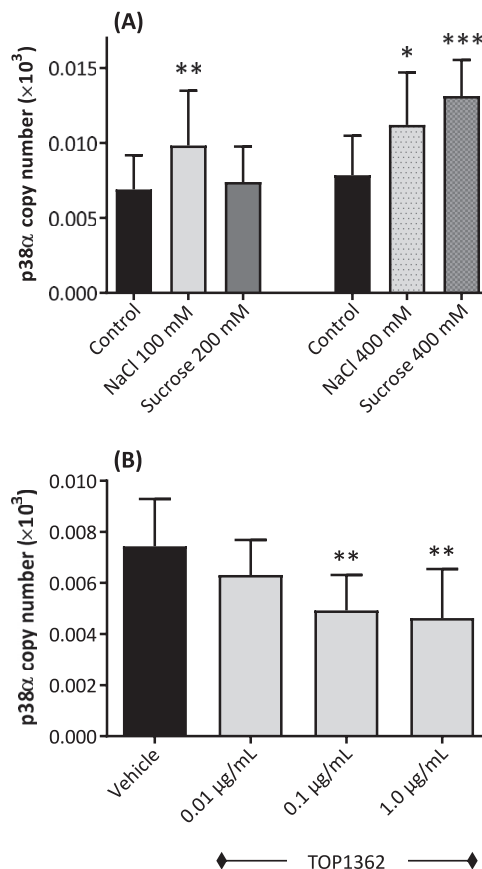 (A)
p38α copy number (×10³)
0.015
0.010
0.005
0.000
**
*
***
Control
NaCl 100 mM
Sucrose 200 mM
Control
NaCl 400 mM
Sucrose 400 mM
(B)
p38α copy number (×10³)
0.010
0.008
0.006
0.004
0.002
0.000
**
**
Vehicle
0.01 µg/mL
0.1 µg/mL
1.0 µg/mL
TOP1362